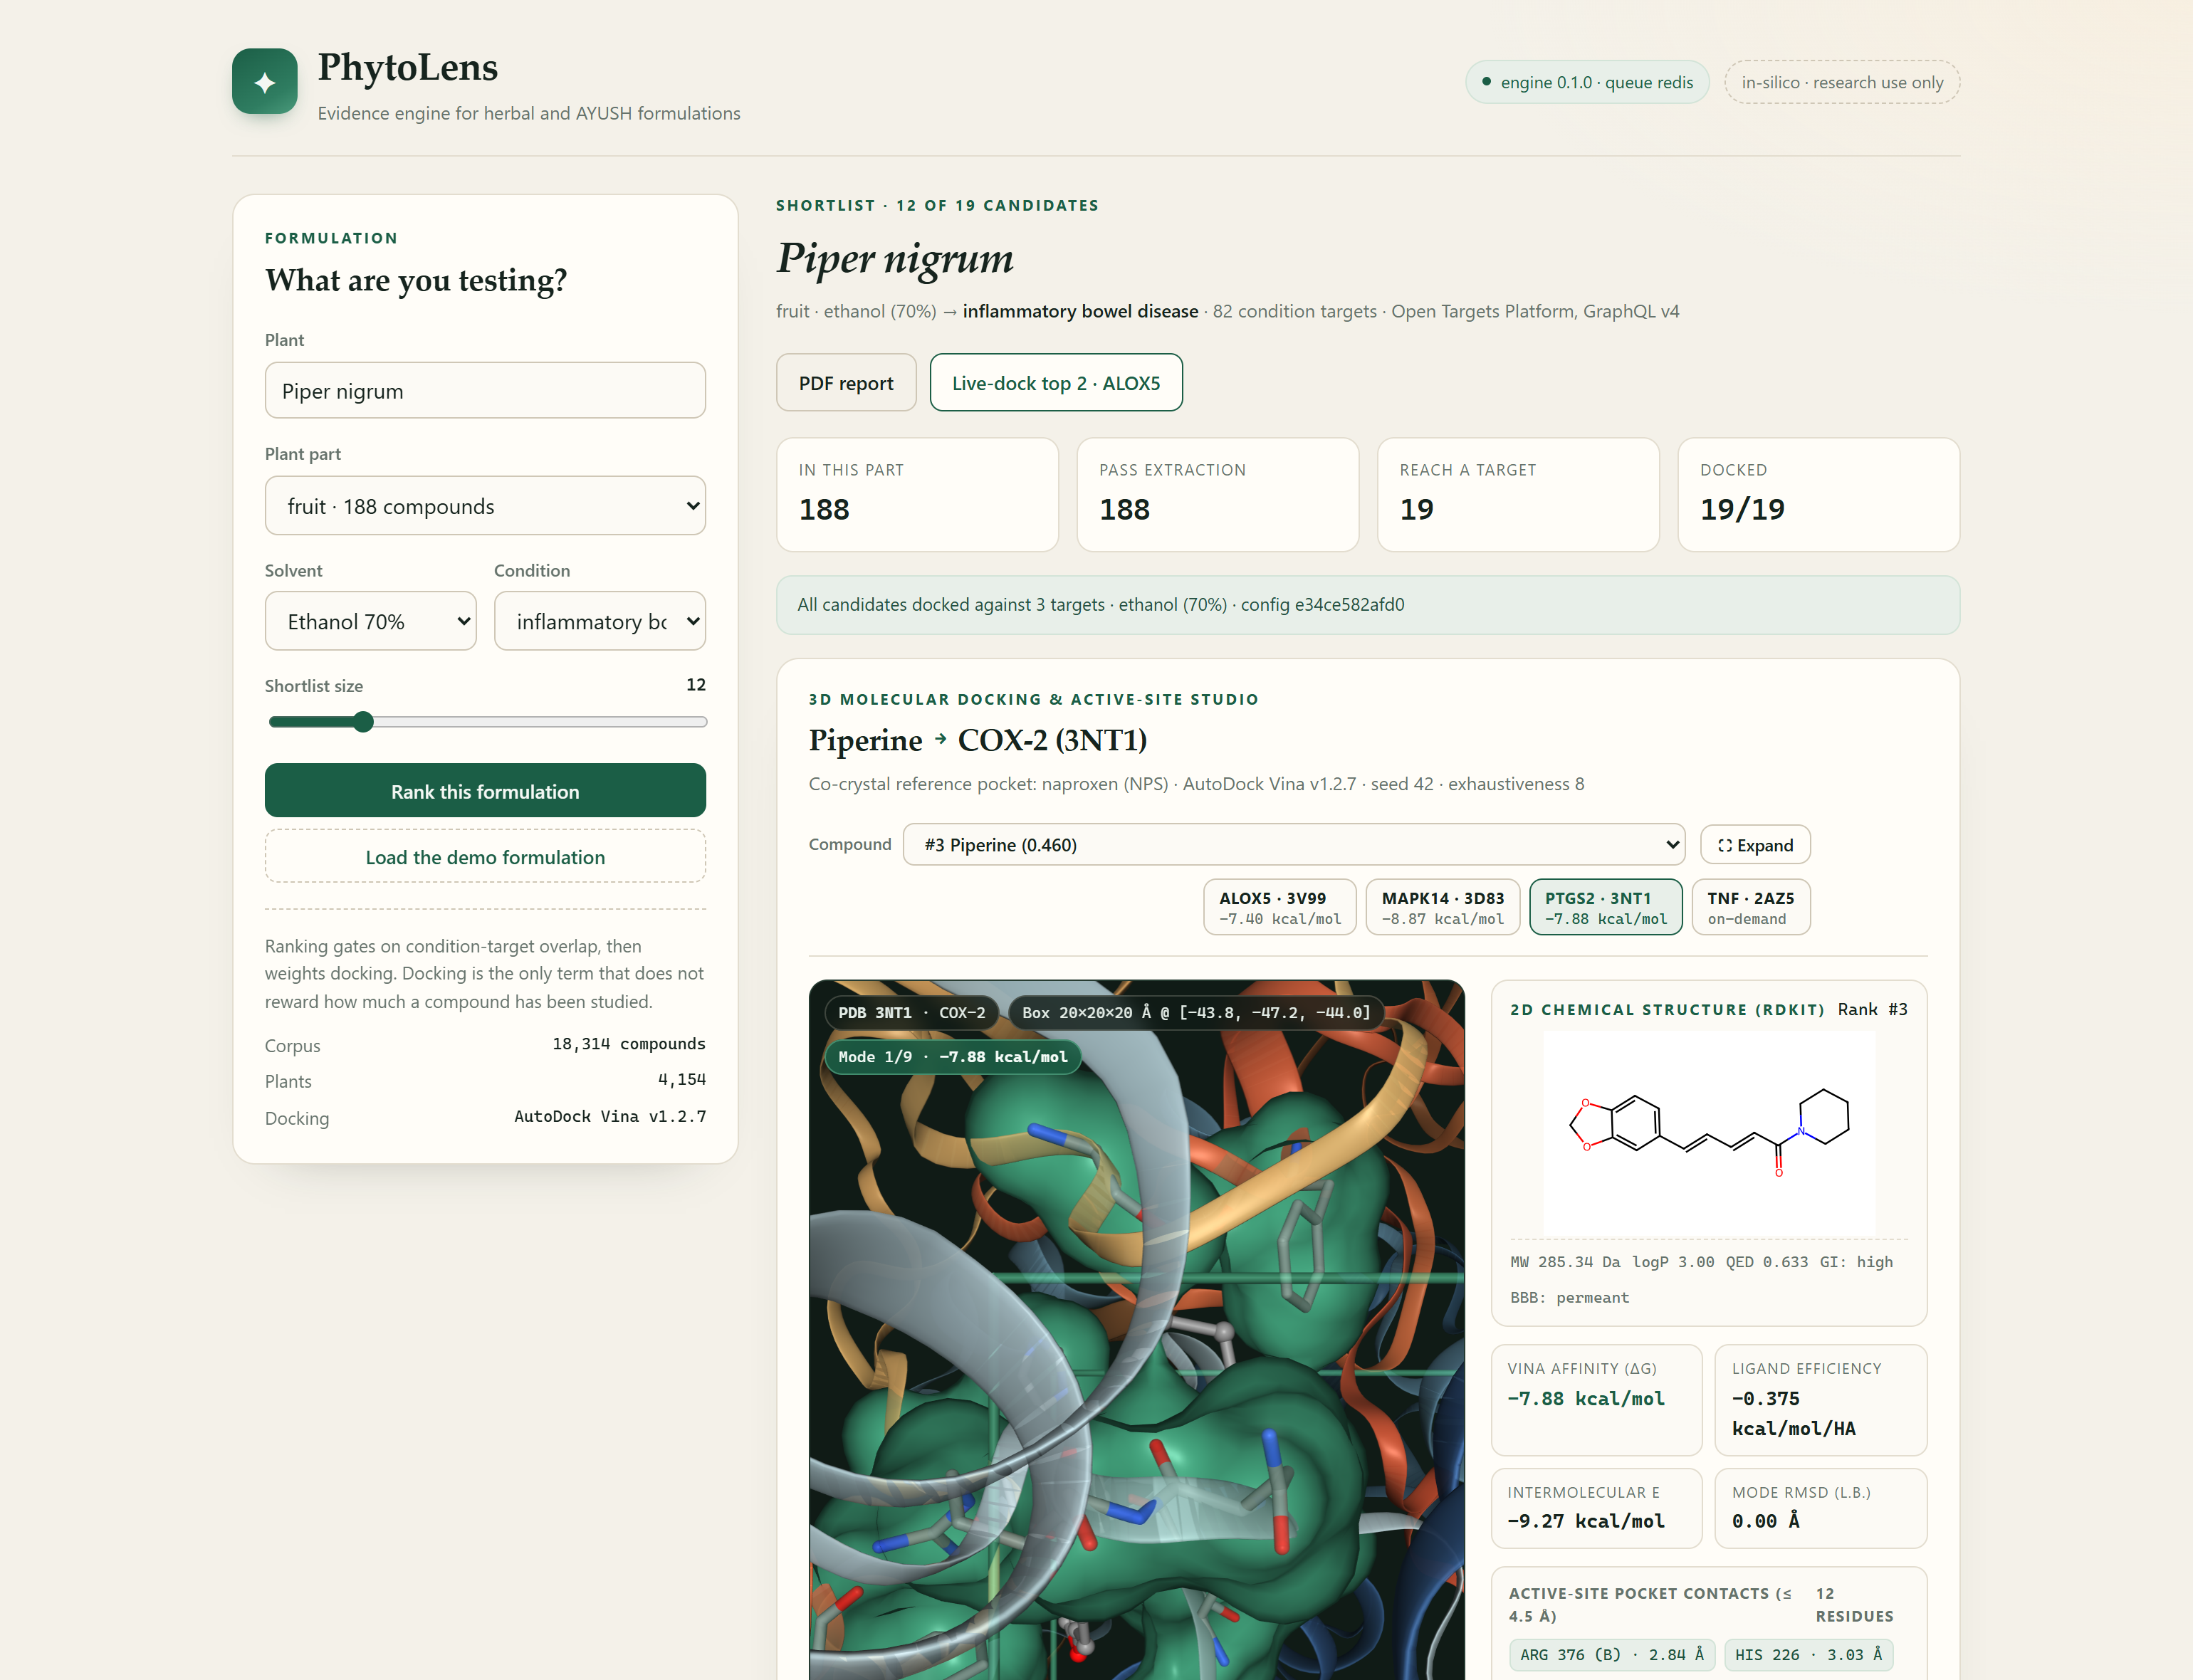 PhytoLens
Evidence engine for herbal and AYUSH formulations
engine 0.1.0 · queue redis
in-silico · research use only
FORMULATION
What are you testing?
Plant
Piper nigrum
Plant part
fruit · 188 compounds
Solvent
Condition
Ethanol 70%
inflammatory bo
Shortlist size
12
Rank this formulation
Load the demo formulation
Ranking gates on condition-target overlap, then
weights docking. Docking is the only term that does not
reward how much a compound has been studied.
Corpus
18,314 compounds
Plants
4,154
Docking
AutoDock Vina v1.2.7
SHORTLIST · 12 OF 19 CANDIDATES
Piper nigrum
fruit · ethanol (70%) → inflammatory bowel disease · 82 condition targets · Open Targets Platform, GraphQL v4
PDF report
Live-dock top 2 · ALOX5
IN THIS PART
188
PASS EXTRACTION
188
REACH A TARGET
19
DOCKED
19/19
All candidates docked against 3 targets · ethanol (70%) · config e34ce582afd0
3D MOLECULAR DOCKING & ACTIVE-SITE STUDIO
Piperine → COX-2 (3NT1)
Co-crystal reference pocket: naproxen (NPS) · AutoDock Vina v1.2.7 · seed 42 · exhaustiveness 8
Compound
#3 Piperine (0.460)
Expand
ALOX5 · 3V99
−7.40 kcal/mol
MAPK14 · 3D83
−8.87 kcal/mol
PTGS2 · 3NT1
−7.88 kcal/mol
TNF · 2AZ5
on-demand
PDB 3NT1 · COX−2
Box 20×20×20 Å @ [−43.8, −47.2, −44.0]
Mode 1/9 · −7.88 kcal/mol
2D CHEMICAL STRUCTURE (RDKIT)
Rank #3
O
O
N
O
MW 285.34 Da logP 3.00 QED 0.633 GI: high
BBB: permeant
VINA AFFINITY (ΔG)
−7.88 kcal/mol
LIGAND EFFICIENCY
−0.375
kcal/mol/HA
INTERMOLECULAR E
−9.27 kcal/mol
MODE RMSD (L.B.)
0.00 Å
ACTIVE-SITE POCKET CONTACTS (≤
4.5 Å)
12
RESIDUES
ARG 376 (B) · 2.84 Å
HIS 226 · 3.03 Å